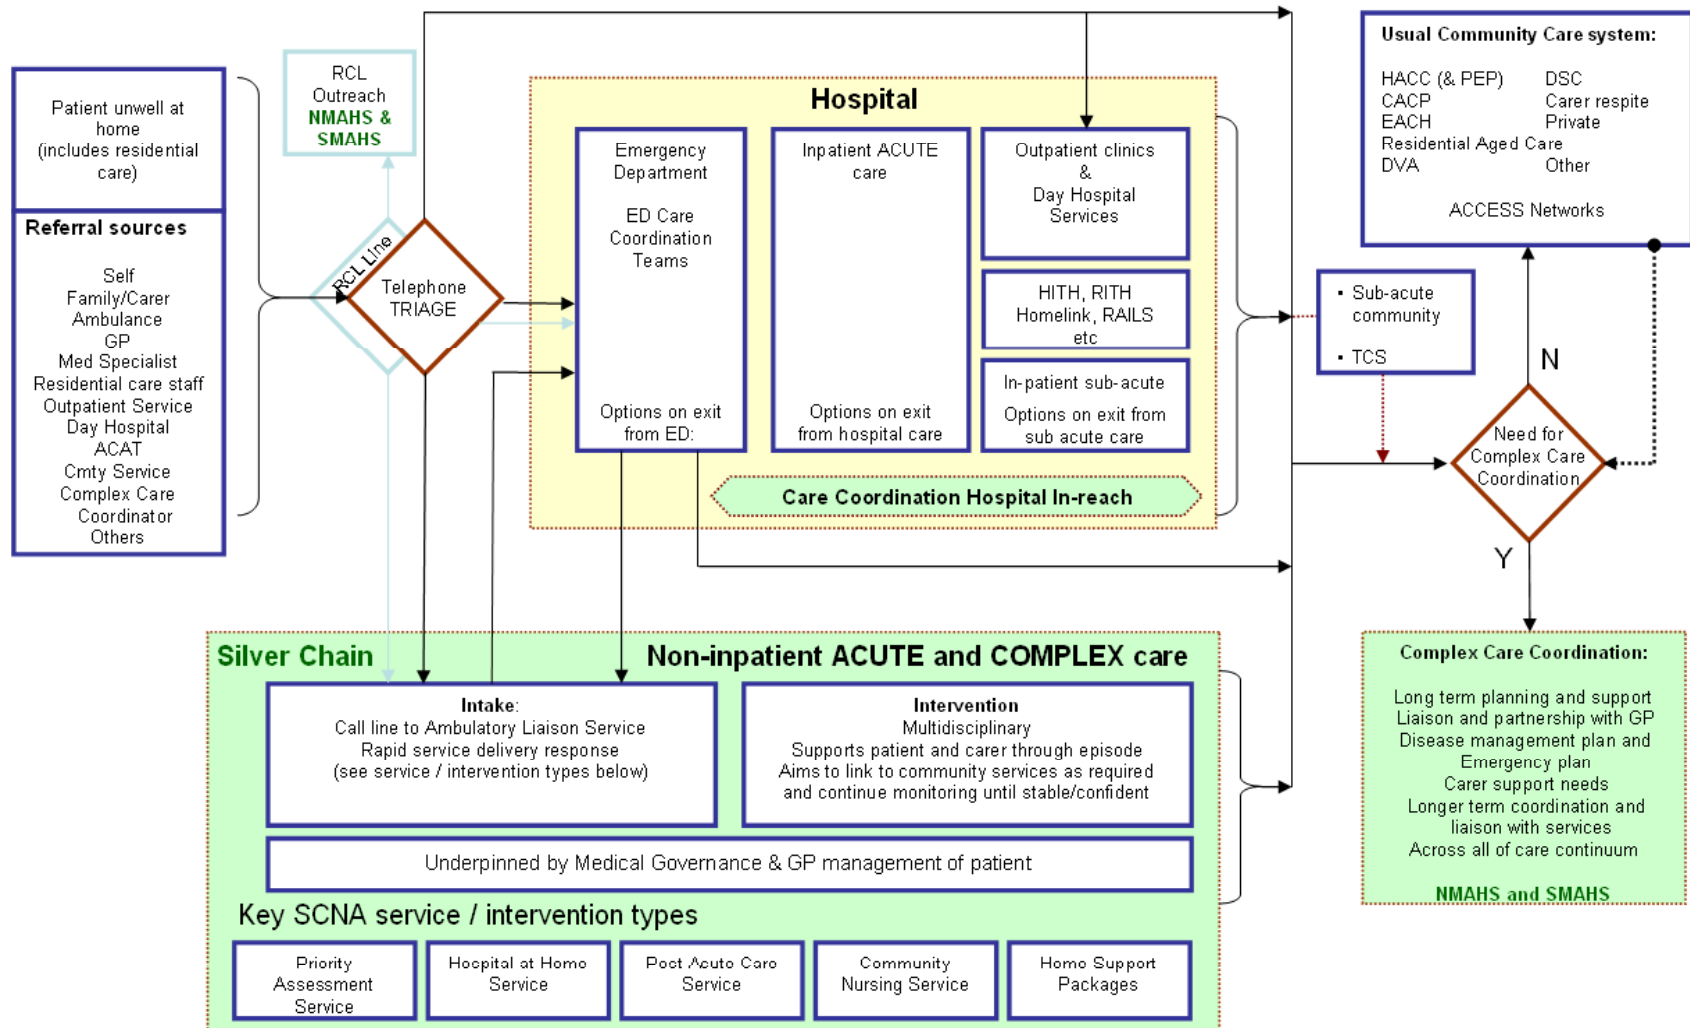 Patient unwell at
home
(includes residential
care)
Referral sources
Self
Family/Carer
Ambulance
GP
Med Specialist
Residential care staff
Outpatient Service
Day Hospital
ACAT
Cmty Service
Complex Care
Coordinator
Others
RCL
Outreach
NMAHS &
SMAHS
RCL Line
Telephone
TRIAGE
Hospital
Emergency
Department
ED Care
Coordination
Teams
Options on exit
from ED:
Inpatient ACUTE
care
Options on exit
from hospital care
Outpatient clinics
&
Day Hospital
Services
HITH, RITH
Homelink, RAILS
etc
In-patient sub-acute
Options on exit from
sub acute care
Care Coordination Hospital In-reach
Usual Community Care system:
HACC (& PEP) DSC
CACP Carer respite
EACH Private
Residential Aged Care
DVA Other
ACCESS Networks
▪ Sub-acute
community
▪ TCS
N
Need for
Complex Care
Coordination
Y
Silver Chain Non-inpatient ACUTE and COMPLEX care
Intake:
Call line to Ambulatory Liaison Service
Rapid service delivery response
(see service / intervention types below)
Intervention
Multidisciplinary
Supports patient and carer through episode
Aims to link to community services as required
and continue monitoring until stable/confident
Underpinned by Medical Governance & GP management of patient
Key SCNA service / intervention types
Priority
Assessment
Service
Hospital at Home
Service
Post Acute Care
Service
Community
Nursing Service
Home Support
Packages
Complex Care Coordination:
Long term planning and support
Liaison and partnership with GP
Disease management plan and
Emergency plan
Carer support needs
Longer term coordination and
liaison with services
Across all of care continuum
NMAHS and SMAHS